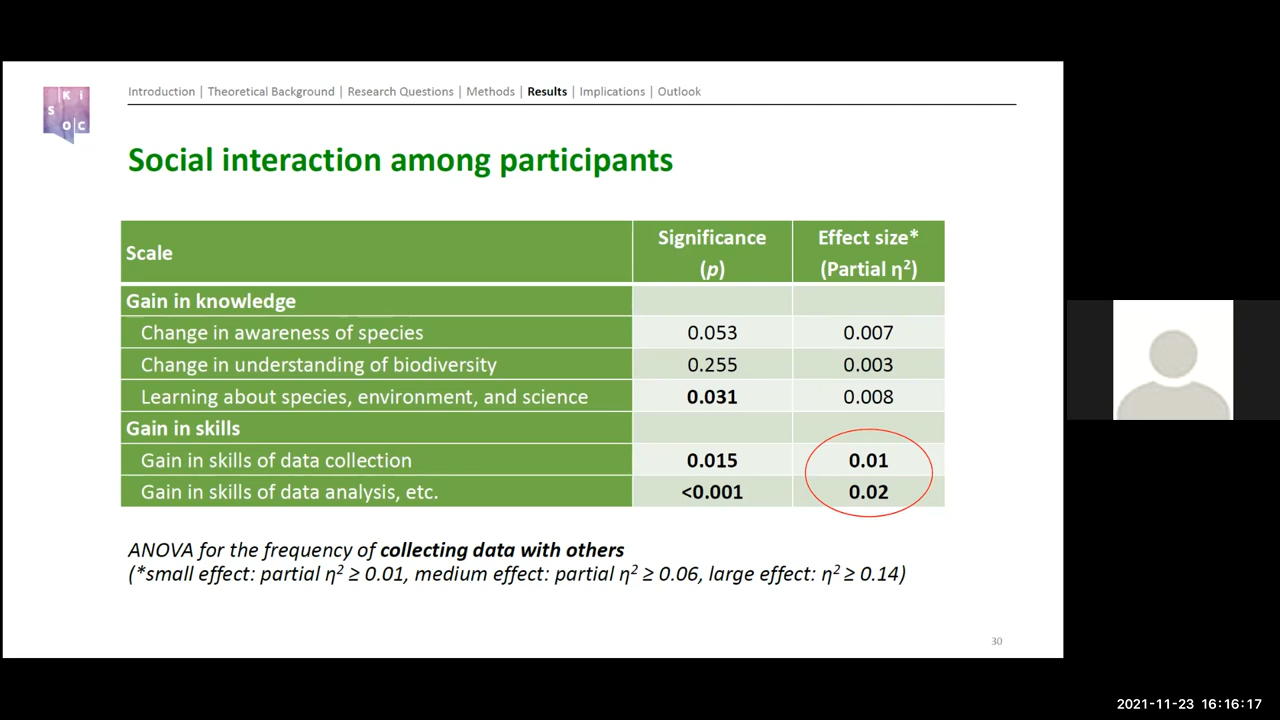 K i
S
O C
Introduction | Theoretical Background | Research Questions | Methods | Results | Implications | Outlook
Social interaction among participants
Scale Significance (p) Effect size* (Partial η²)
Gain in knowledge
Change in awareness of species 0.053 0.007
Change in understanding of biodiversity 0.255 0.003
Learning about species, environment, and science 0.031 0.008
Gain in skills
Gain in skills of data collection 0.015 0.01
Gain in skills of data analysis, etc. <0.001 0.02
ANOVA for the frequency of collecting data with others
(*small effect: partial η² ≥ 0.01, medium effect: partial η² ≥ 0.06, large effect: η² ≥ 0.14)
30
2021-11-23 16:16:17